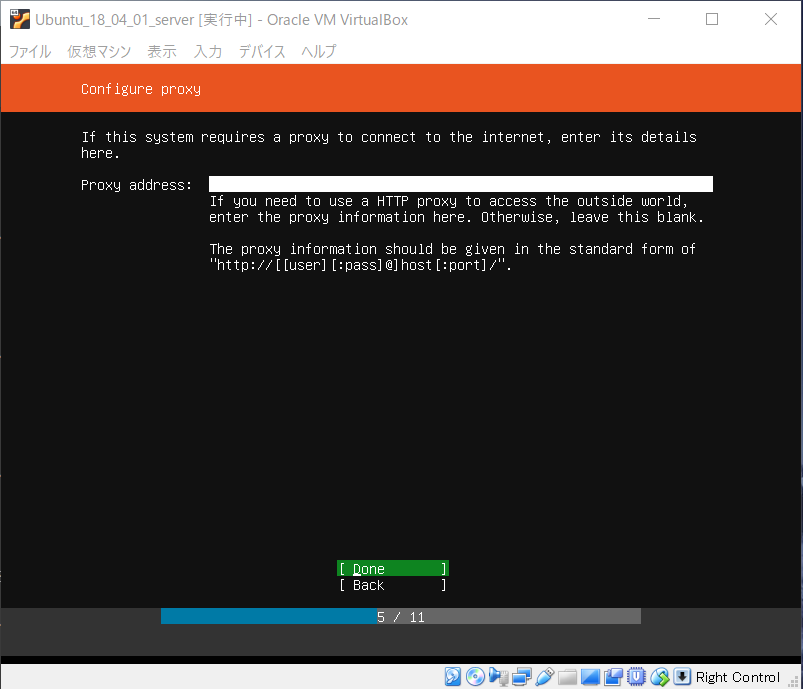 Ubuntu_18_04_01_server [実行中] - Oracle VM VirtualBox
ファイル 仮想マシン 表示 入力 デバイス ヘルプ
Configure proxy
If this system requires a proxy to connect to the internet, enter its details
here.
Proxy address:
If you need to use a HTTP proxy to access the outside world,
enter the proxy information here. Otherwise, leave this blank.
The proxy information should be given in the standard form of
"http://[[user][:pass]@]host[:port]/".
[ Done ]
[ Back ]
5 / 11
Right Control